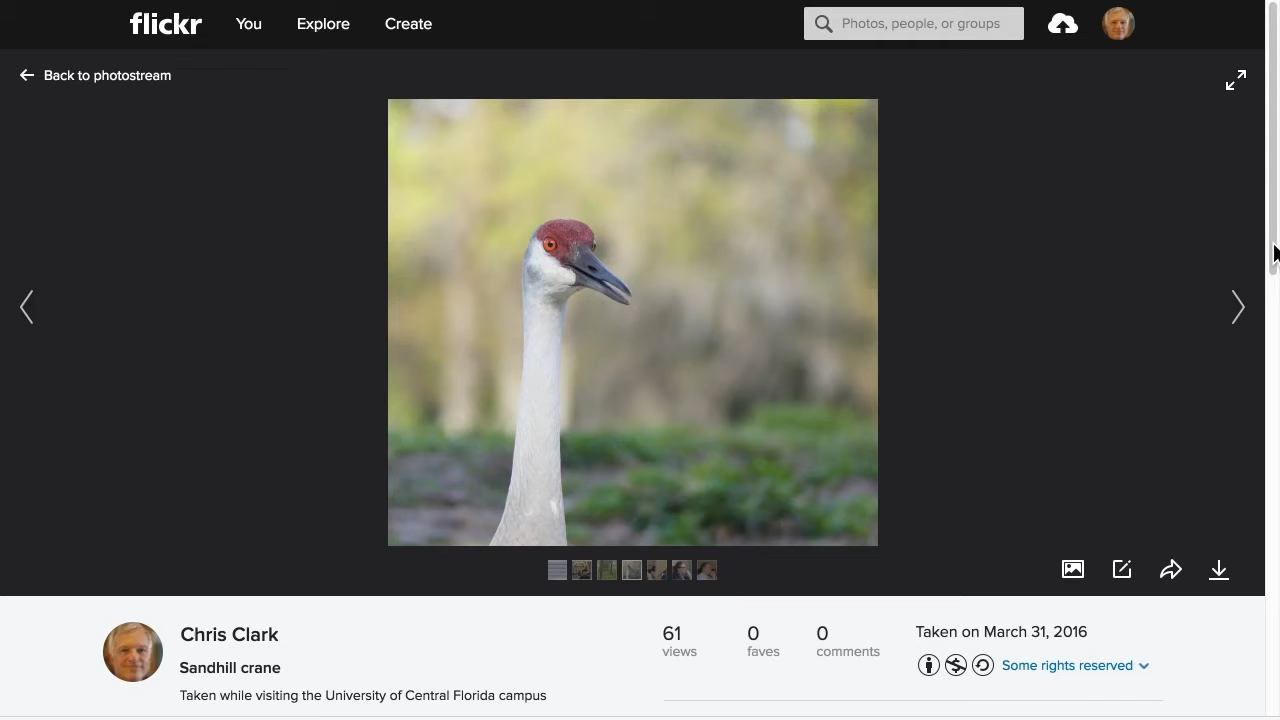 flickr You Explore Create Photos, people, or groups
Back to photostream
Chris Clark
Sandhill crane
Taken while visiting the University of Central Florida campus
61 views 0 faves 0 comments
Taken on March 31, 2016
Some rights reserved